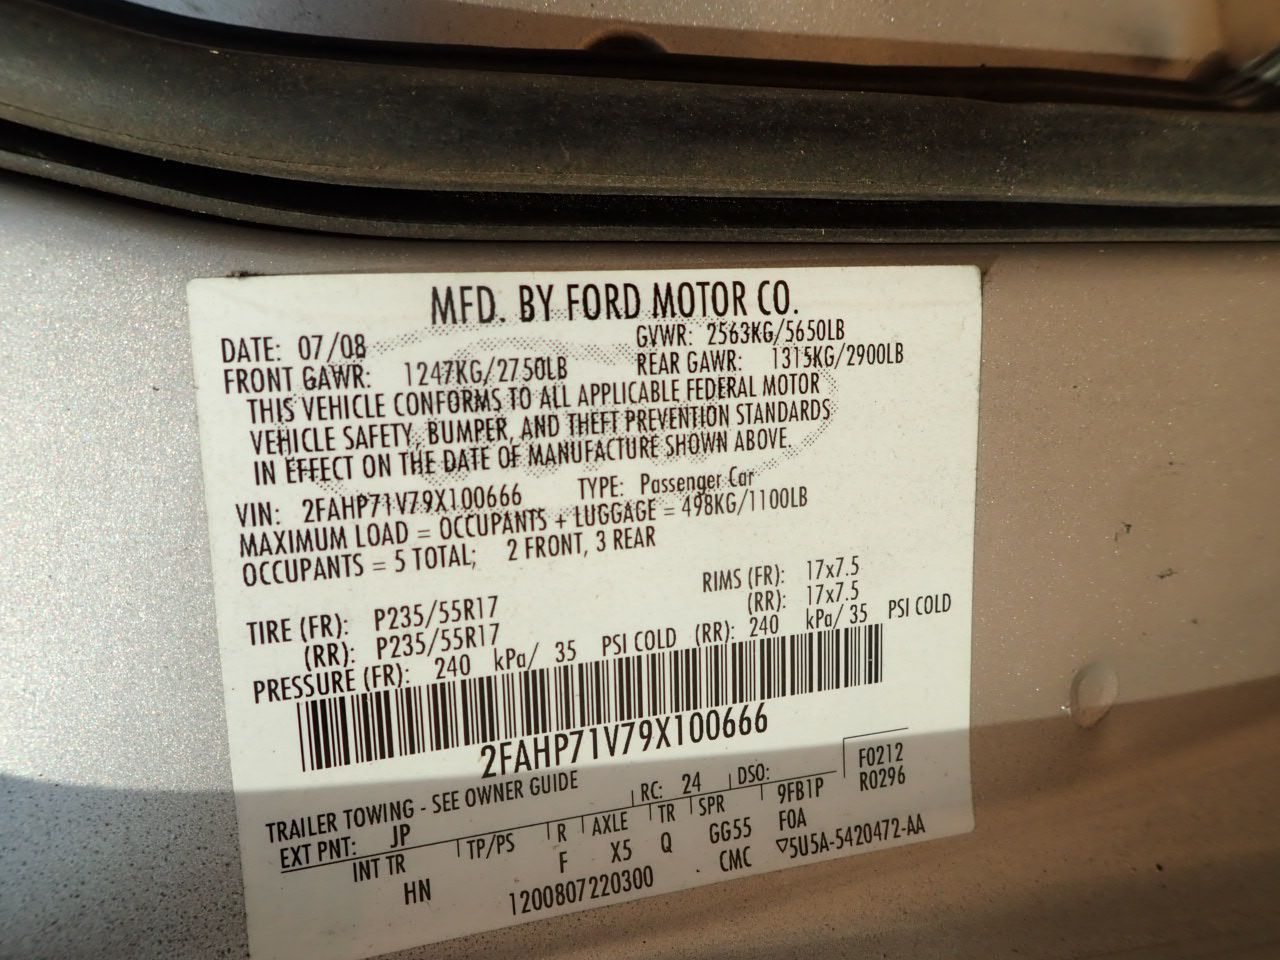 MFD. BY FORD MOTOR CO.
DATE: 07/08 GVWR: 2563KG/5650LB
FRONT GAWR: 1247KG/2750LB REAR GAWR: 1315KG/2900LB
THIS VEHICLE CONFORMS TO ALL APPLICABLE FEDERAL MOTOR
VEHICLE SAFETY, BUMPER, AND THEFT PREVENTION STANDARDS
IN EFFECT ON THE DATE OF MANUFACTURE SHOWN ABOVE.
VIN: 2FAHP71V79X100666 TYPE: Passenger Car
MAXIMUM LOAD = OCCUPANTS + LUGGAGE = 498KG/1100LB
OCCUPANTS = 5 TOTAL; 2 FRONT, 3 REAR
TIRE (FR): P235/55R17 RIMS (FR): 17x7.5
(RR): P235/55R17 (RR): 17x7.5
PRESSURE (FR): 240 kPa/ 35 PSI COLD (RR): 240 kPa/ 35 PSI COLD
2FAHP71V79X100666
TRAILER TOWING - SEE OWNER GUIDE
EXT PNT: JP RC: 24 DSO: F0212
R0296
INT TR TP/PS R AXLE TR SPR 9FB1P
HN F X5 Q GG55 FOA
1200807220300 CMC ▽5U5A-5420472-AA